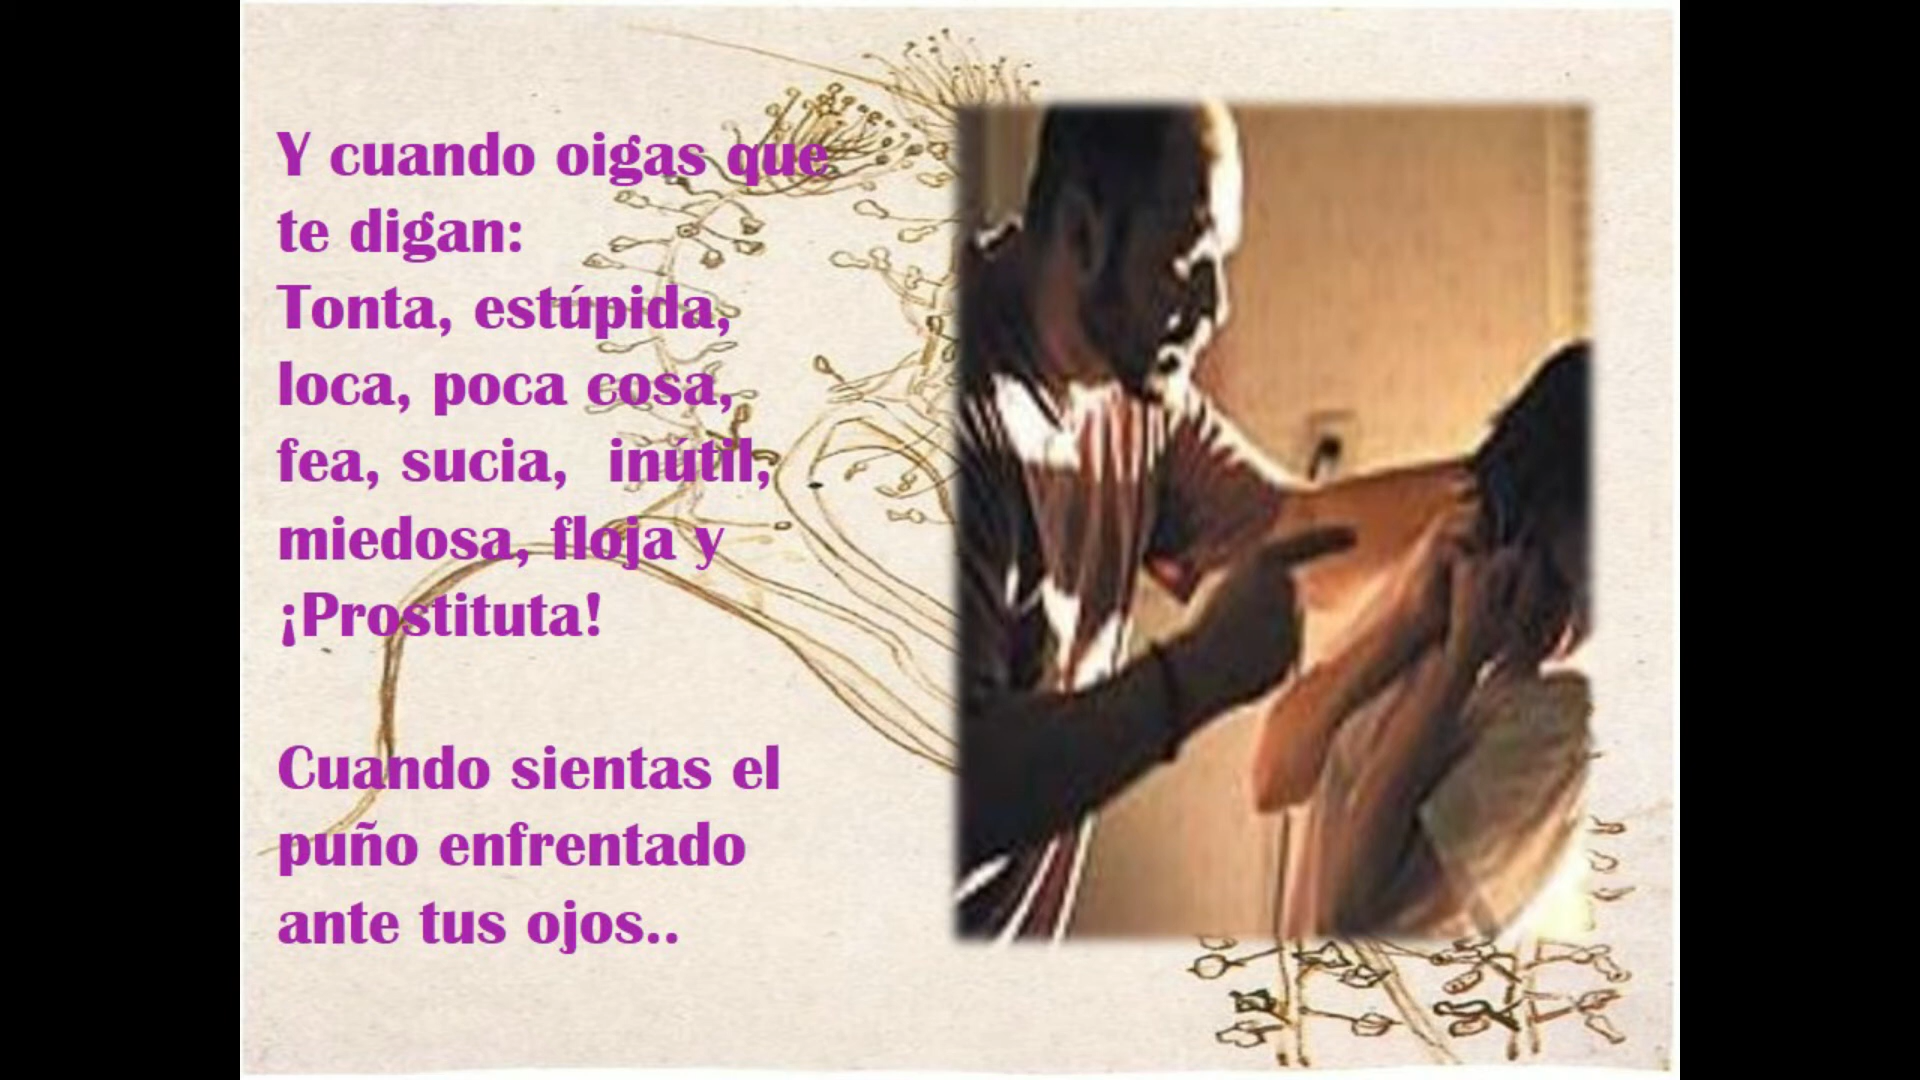 Y cuando oigas que
te digan:
Tonta, estúpida,
loca, poca cosa,
fea, sucia, inútil,
miedosa, floja y
¡Prostituta!
Cuando sientas el
puño enfrentado
ante tus ojos..